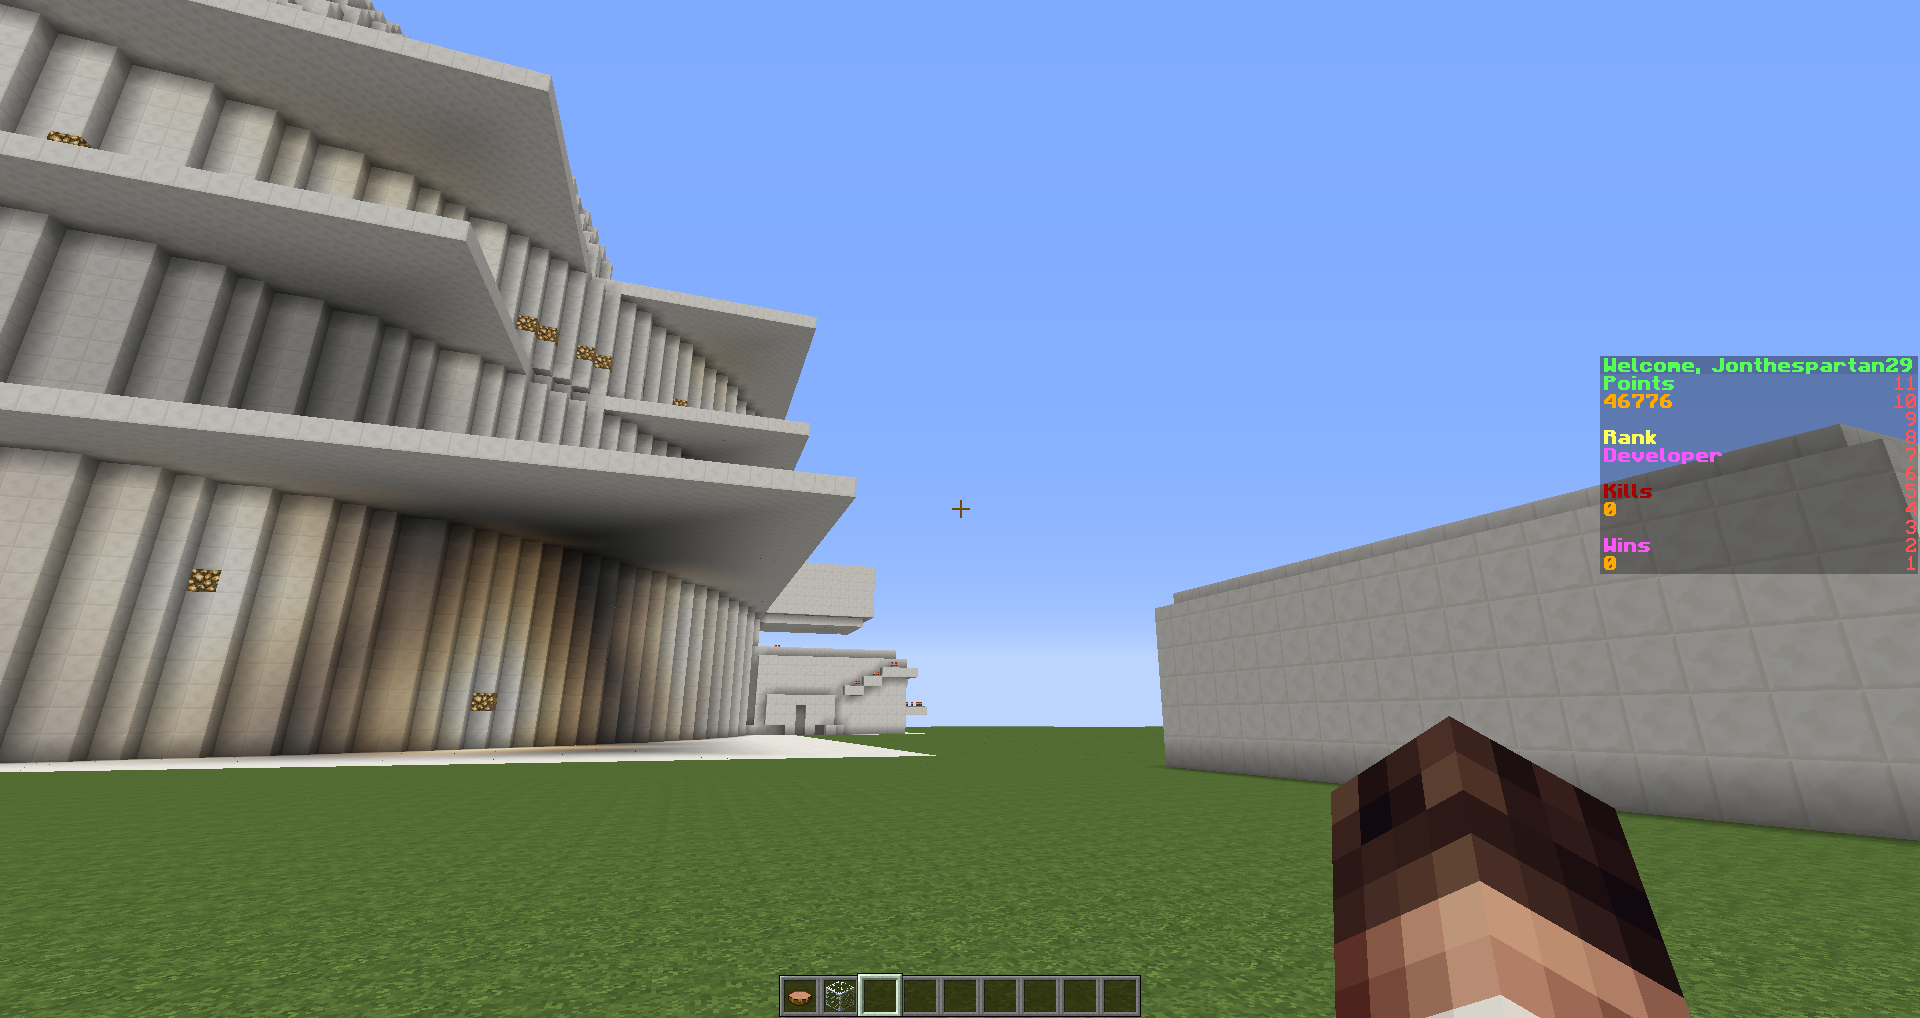 Welcome, Jonthespartan29
Points 11
46776 10
9
Rank 8
Developer 7
6
Kills 5
0 4
3
Wins 2
0 1